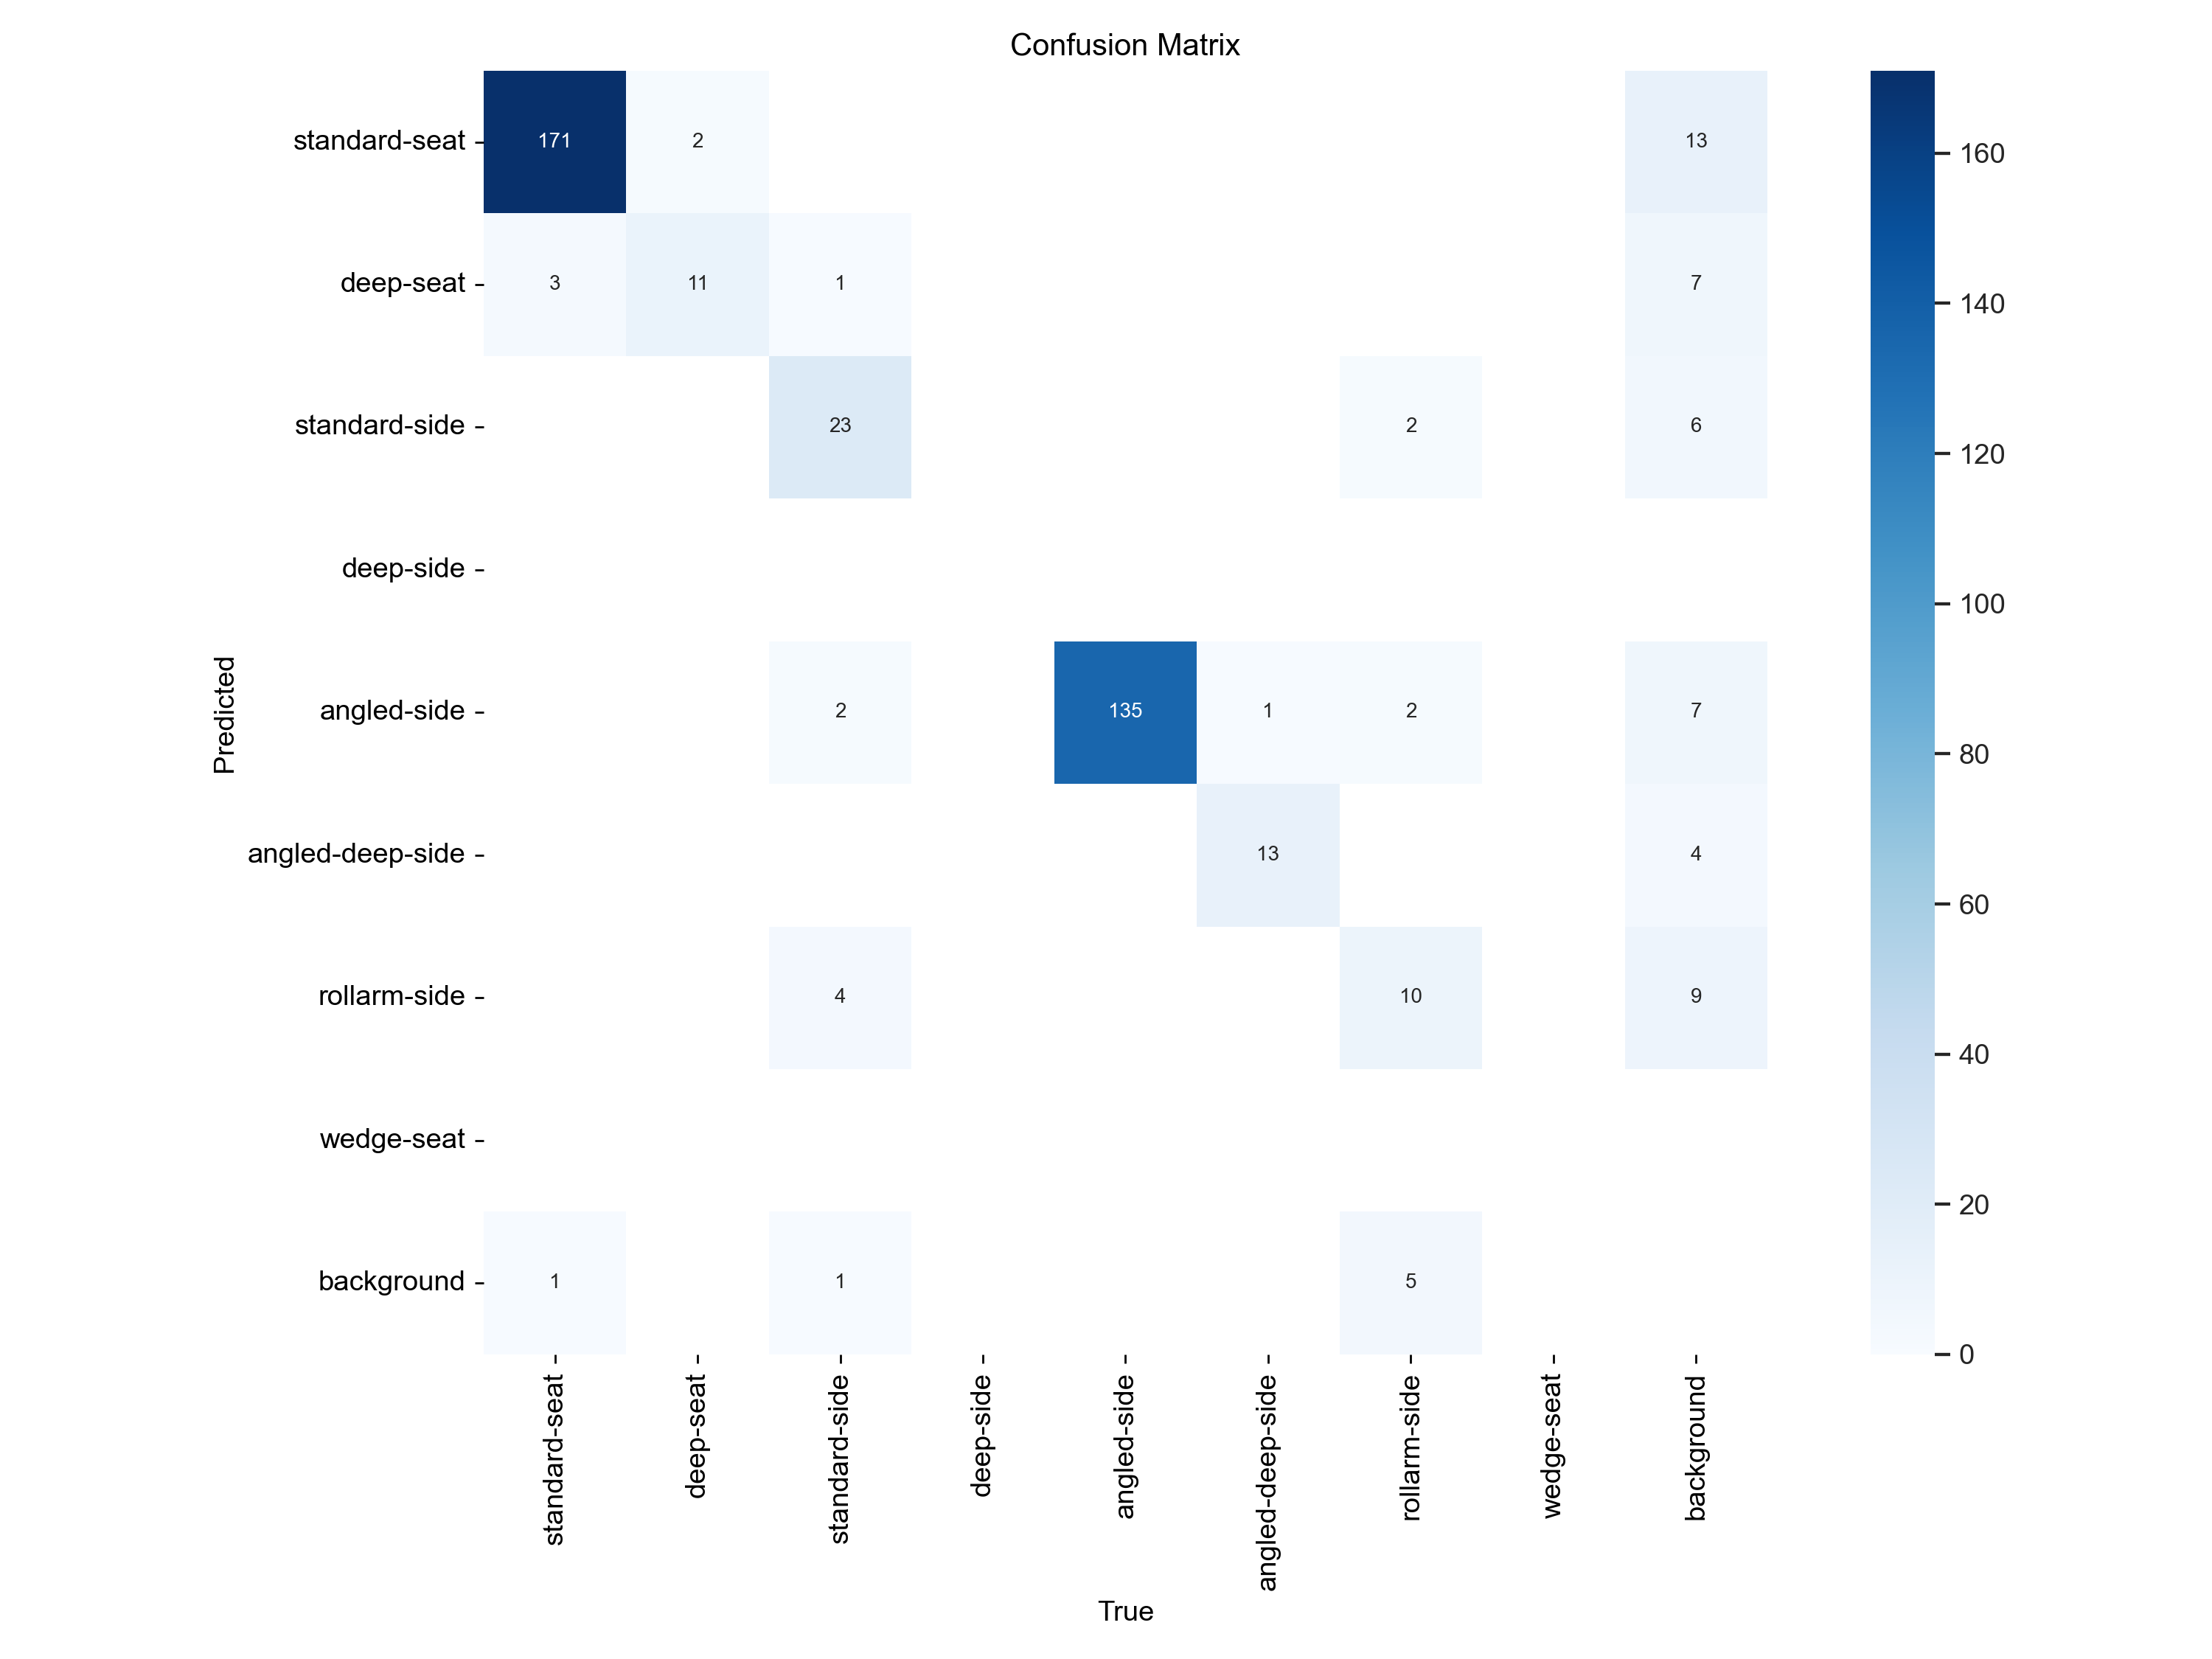 Confusion Matrix
standard-seat 171 2 13 160
deep-seat 3 11 1 7 140
standard-side 23 2 6 120
deep-side 100
Predicted
angled-side 2 135 1 2 7 80
angled-deep-side 13 4 60
rollarm-side 4 10 9 40
wedge-seat 20
background 1 1 5 0
standard-seat deep-seat standard-side deep-side angled-side angled-deep-side rollarm-side wedge-seat background
True